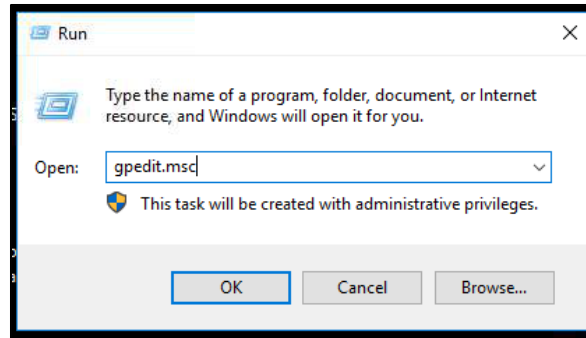 Run
Type the name of a program, folder, document, or Internet
resource, and Windows will open it for you.
Open: gpedit.msc
This task will be created with administrative privileges.
OK Cancel Browse...